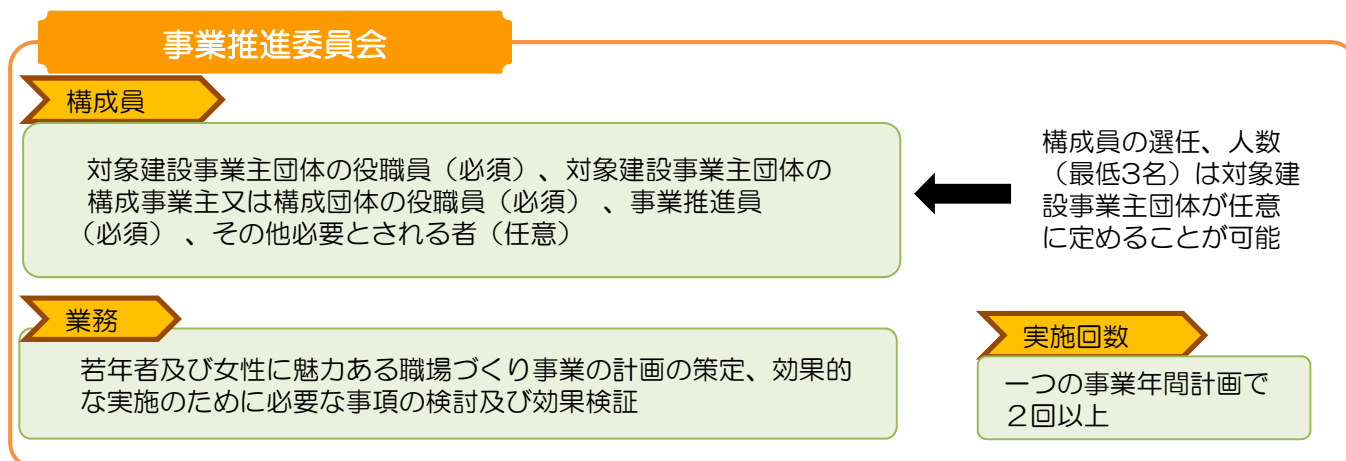 事業推進委員会
構成員
対象建設事業主団体の役職員（必須）、対象建設事業主団体の
構成事業主又は構成団体の役職員（必須） 、事業推進員
（必須） 、その他必要とされる者（任意）
構成員の選任、人数
（最低3名）は対象建
設事業主団体が任意
に定めることが可能
業務
若年者及び女性に魅力ある職場づくり事業の計画の策定、効果的
な実施のために必要な事項の検討及び効果検証
実施回数
一つの事業年間計画で
２回以上